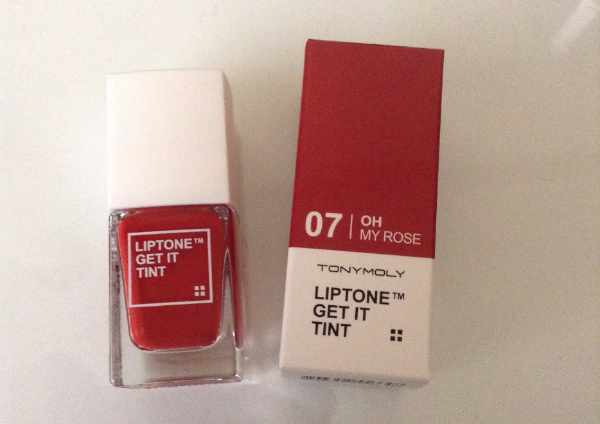 LIPTONE™
GET IT
TINT
07 | OH
MY ROSE
TONYMOLY
LIPTONE™
GET IT
TINT